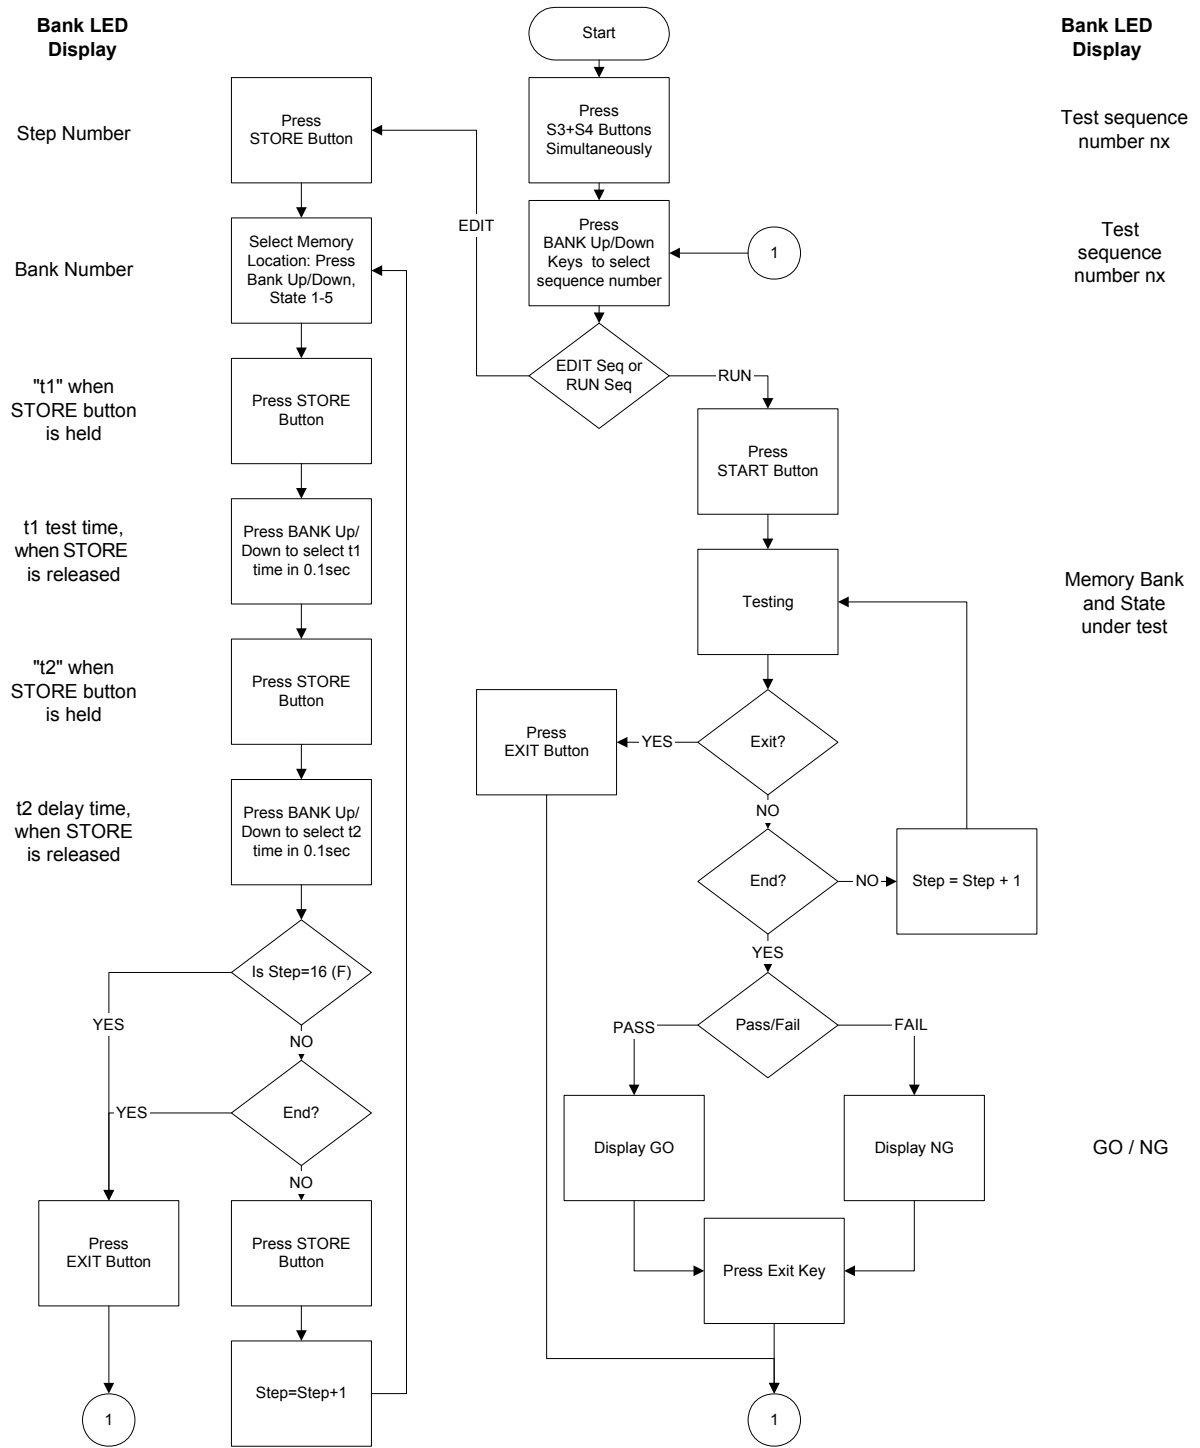 Bank LED
Display
Step Number
Bank Number
"t1" when
STORE button
is held
t1 test time,
when STORE
is released
"t2" when
STORE button
is held
t2 delay time,
when STORE
is released
Press
STORE Button
Select Memory
Location: Press
Bank Up/Down,
State 1-5
Press STORE
Button
Press BANK Up/
Down to select t1
time in 0.1sec
Press STORE
Button
Press BANK Up/
Down to select t2
time in 0.1sec
Is Step=16 (F)
YES
NO
End?
YES
NO
Press
EXIT Button
Press STORE
Button
Step=Step+1
1
Start
Press
S3+S4 Buttons
Simultaneously
Press
BANK Up/Down
Keys to select
sequence number
1
EDIT
EDIT Seq or
RUN Seq
RUN
Press
START Button
Testing
Exit?
YES
Press
EXIT Button
NO
End?
NO
Step = Step + 1
YES
Pass/Fail
PASS
FAIL
Display GO
Display NG
Press Exit Key
1
Bank LED
Display
Test sequence
number nx
Test
sequence
number nx
Memory Bank
and State
under test
GO / NG